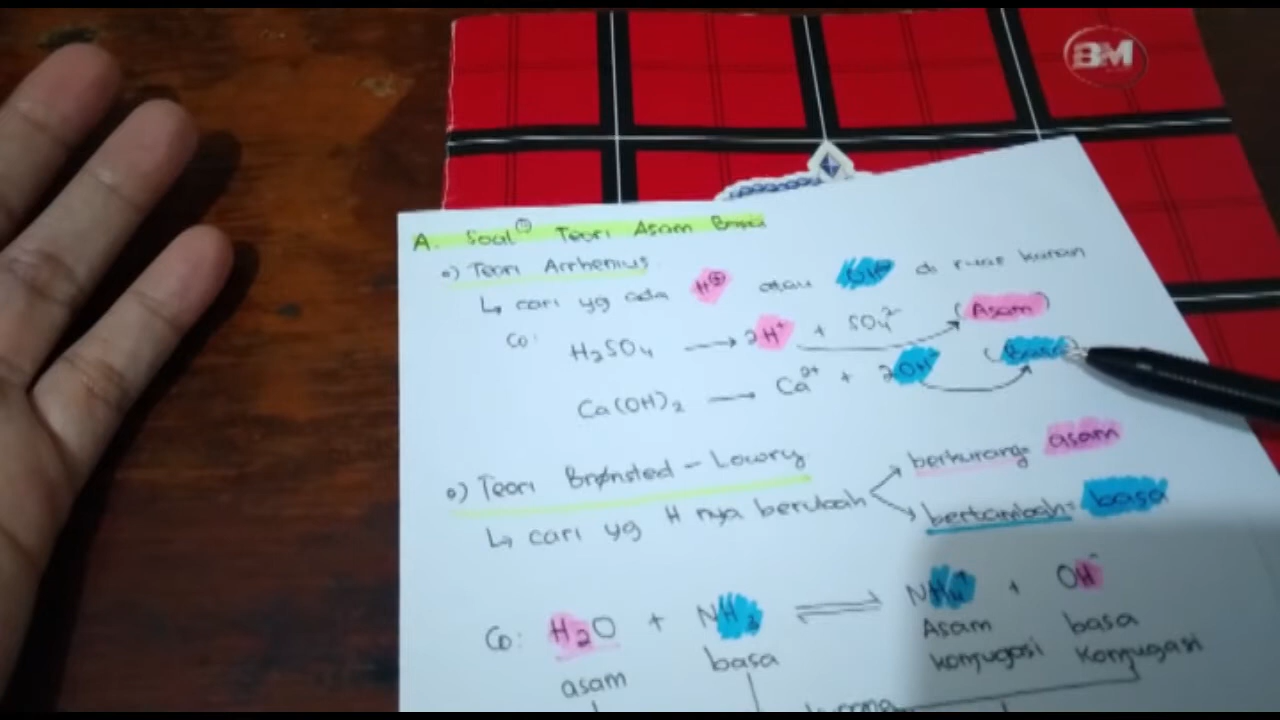 BM
A. Soal² Teori Asam Basa
o) Teori Arrhenius
↳ cari yg ada H⊕ atau OH⊖ di ruas kanan
Co: H₂SO₄ → 2H⁺ + SO₄²⁻ (Asam)
Ca(OH)₂ → Ca²⁺ + 2OH⁻ (Basa)
o) Teori Brønsted - Lowry
↳ cari yg H nya berubah berkurang = asam
bertambah = basa
Co: H₂O + NH₃ ⇌ NH₄⁺ + OH⁻
asam basa Asam konjugasi basa konjugasi